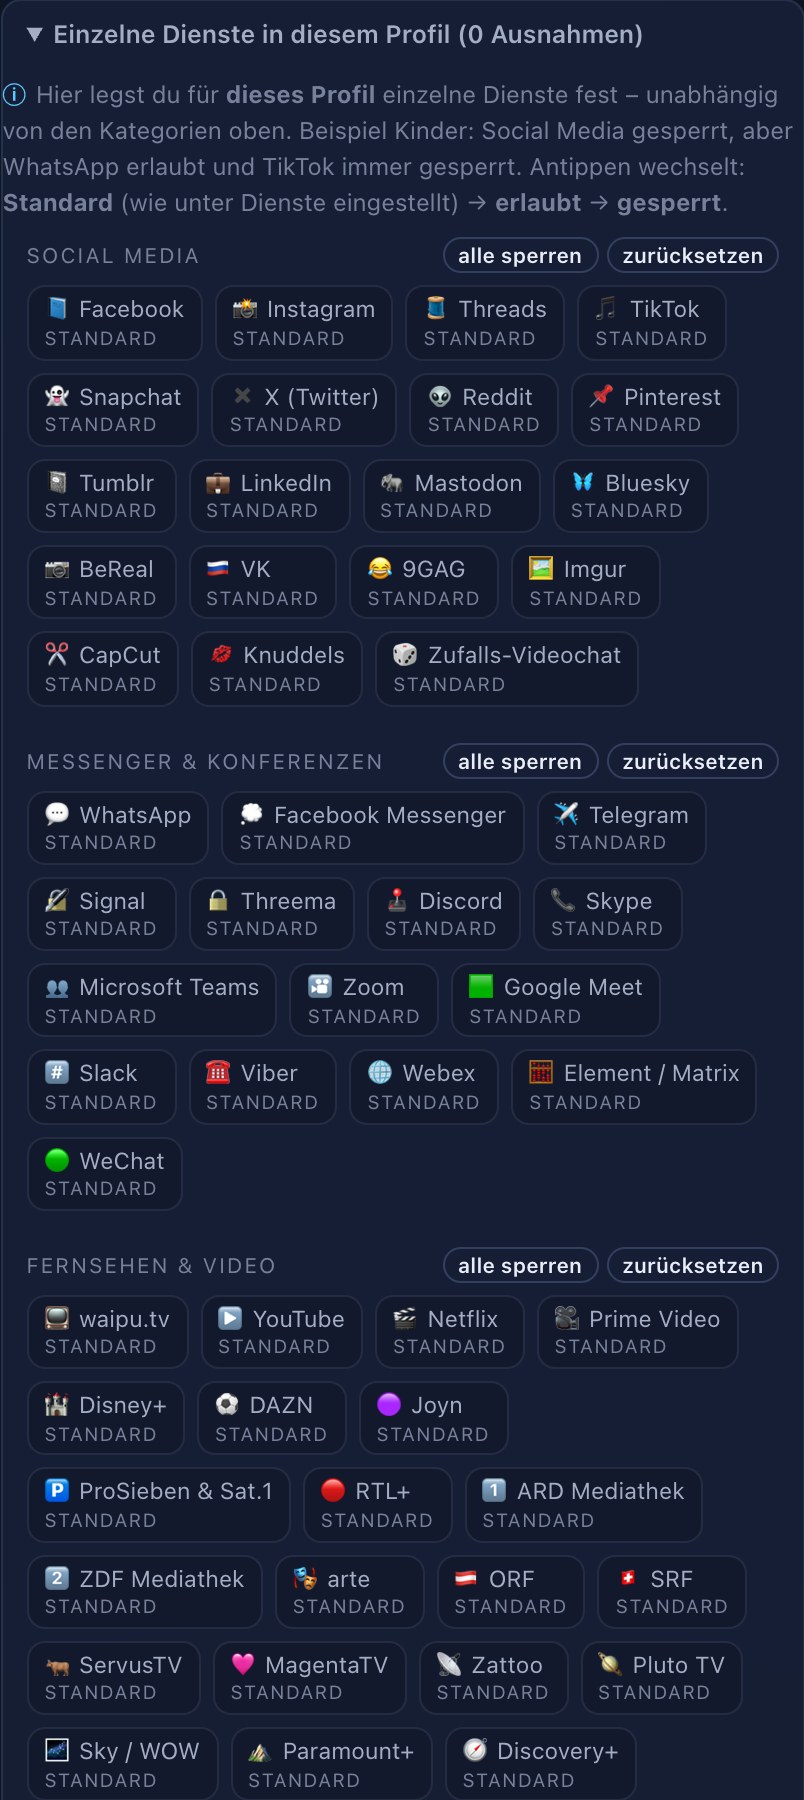 ▼ Einzelne Dienste in diesem Profil (0 Ausnahmen)
ⓘ Hier legst du für dieses Profil einzelne Dienste fest – unabhängig
von den Kategorien oben. Beispiel Kinder: Social Media gesperrt, aber
WhatsApp erlaubt und TikTok immer gesperrt. Antippen wechselt:
Standard (wie unter Dienste eingestellt) → erlaubt → gesperrt.
SOCIAL MEDIA alle sperren zurücksetzen
Facebook Instagram Threads TikTok
STANDARD STANDARD STANDARD STANDARD
Snapchat X (Twitter) Reddit Pinterest
STANDARD STANDARD STANDARD STANDARD
Tumblr LinkedIn Mastodon Bluesky
STANDARD STANDARD STANDARD STANDARD
BeReal VK 9GAG Imgur
STANDARD STANDARD STANDARD STANDARD
CapCut Knuddels Zufalls-Videochat
STANDARD STANDARD STANDARD
MESSENGER & KONFERENZEN alle sperren zurücksetzen
WhatsApp Facebook Messenger Telegram
STANDARD STANDARD STANDARD
Signal Threema Discord Skype
STANDARD STANDARD STANDARD STANDARD
Microsoft Teams Zoom Google Meet
STANDARD STANDARD STANDARD
Slack Viber Webex Element / Matrix
STANDARD STANDARD STANDARD STANDARD
WeChat
STANDARD
FERNSEHEN & VIDEO alle sperren zurücksetzen
waipu.tv YouTube Netflix Prime Video
STANDARD STANDARD STANDARD STANDARD
Disney+ DAZN Joyn
STANDARD STANDARD STANDARD
ProSieben & Sat.1 RTL+ ARD Mediathek
STANDARD STANDARD STANDARD
ZDF Mediathek arte ORF SRF
STANDARD STANDARD STANDARD STANDARD
ServusTV MagentaTV Zattoo Pluto TV
STANDARD STANDARD STANDARD STANDARD
Sky / WOW Paramount+ Discovery+
STANDARD STANDARD STANDARD